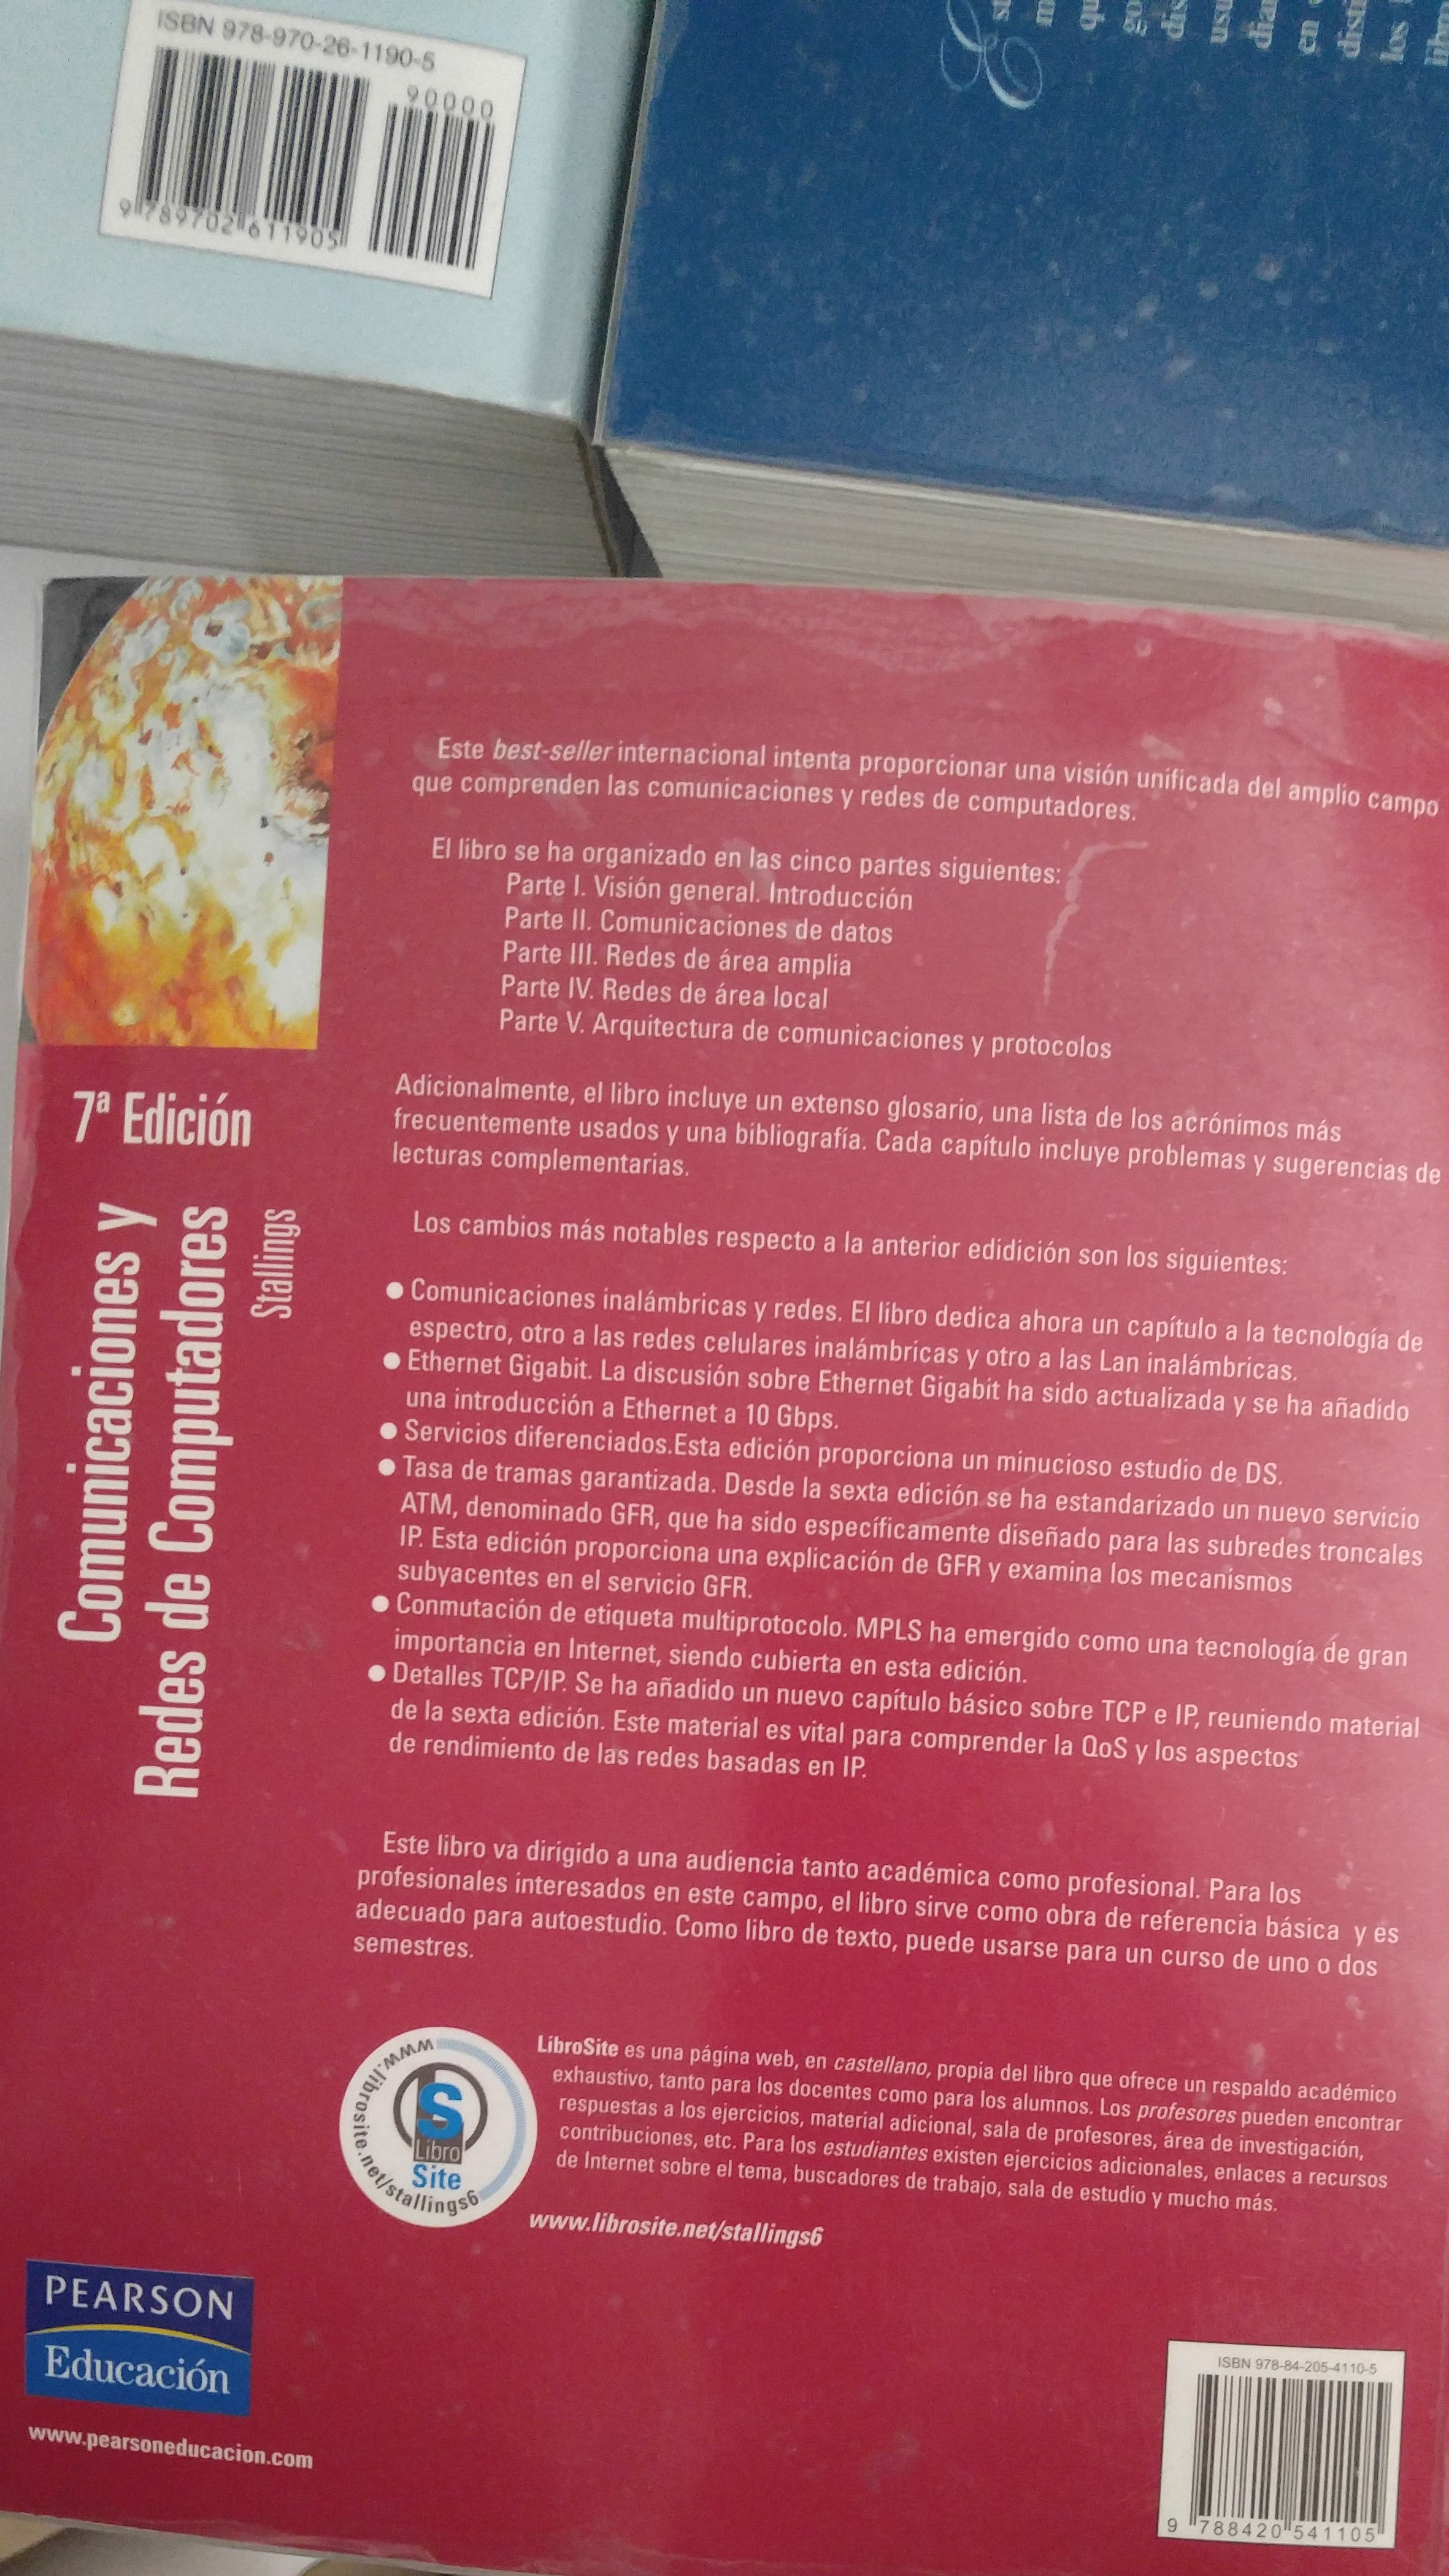 ISBN 978-970-26-1190-5
90000
9 789702 611905
Este best-seller internacional intenta proporcionar una visión unificada del amplio campo
que comprenden las comunicaciones y redes de computadores.
El libro se ha organizado en las cinco partes siguientes:
Parte I. Visión general. Introducción
Parte II. Comunicaciones de datos
Parte III. Redes de área amplia
Parte IV. Redes de área local
Parte V. Arquitectura de comunicaciones y protocolos
Adicionalmente, el libro incluye un extenso glosario, una lista de los acrónimos más
frecuentemente usados y una bibliografía. Cada capítulo incluye problemas y sugerencias de
lecturas complementarias.
Los cambios más notables respecto a la anterior edidición son los siguientes:
● Comunicaciones inalámbricas y redes. El libro dedica ahora un capítulo a la tecnología de
espectro, otro a las redes celulares inalámbricas y otro a las Lan inalámbricas.
● Ethernet Gigabit. La discusión sobre Ethernet Gigabit ha sido actualizada y se ha añadido
una introducción a Ethernet a 10 Gbps.
● Servicios diferenciados.Esta edición proporciona un minucioso estudio de DS.
● Tasa de tramas garantizada. Desde la sexta edición se ha estandarizado un nuevo servicio
ATM, denominado GFR, que ha sido específicamente diseñado para las subredes troncales
IP. Esta edición proporciona una explicación de GFR y examina los mecanismos
subyacentes en el servicio GFR.
● Conmutación de etiqueta multiprotocolo. MPLS ha emergido como una tecnología de gran
importancia en Internet, siendo cubierta en esta edición.
● Detalles TCP/IP. Se ha añadido un nuevo capítulo básico sobre TCP e IP, reuniendo material
de la sexta edición. Este material es vital para comprender la QoS y los aspectos
de rendimiento de las redes basadas en IP.
Este libro va dirigido a una audiencia tanto académica como profesional. Para los
profesionales interesados en este campo, el libro sirve como obra de referencia básica y es
adecuado para autoestudio. Como libro de texto, puede usarse para un curso de uno o dos
semestres.
LibroSite es una página web, en castellano, propia del libro que ofrece un respaldo académico
exhaustivo, tanto para los docentes como para los alumnos. Los profesores pueden encontrar
respuestas a los ejercicios, material adicional, sala de profesores, área de investigación,
contribuciones, etc. Para los estudiantes existen ejercicios adicionales, enlaces a recursos
de Internet sobre el tema, buscadores de trabajo, sala de estudio y mucho más.
www.librosite.net/stallings6
www.librosite.net/stallings6
S
Libro
Site
7ª Edición
Comunicaciones y
Redes de Computadores
Stallings
PEARSON
Educación
www.pearsoneducacion.com
ISBN 978-84-205-4110-5
9 788420 541105